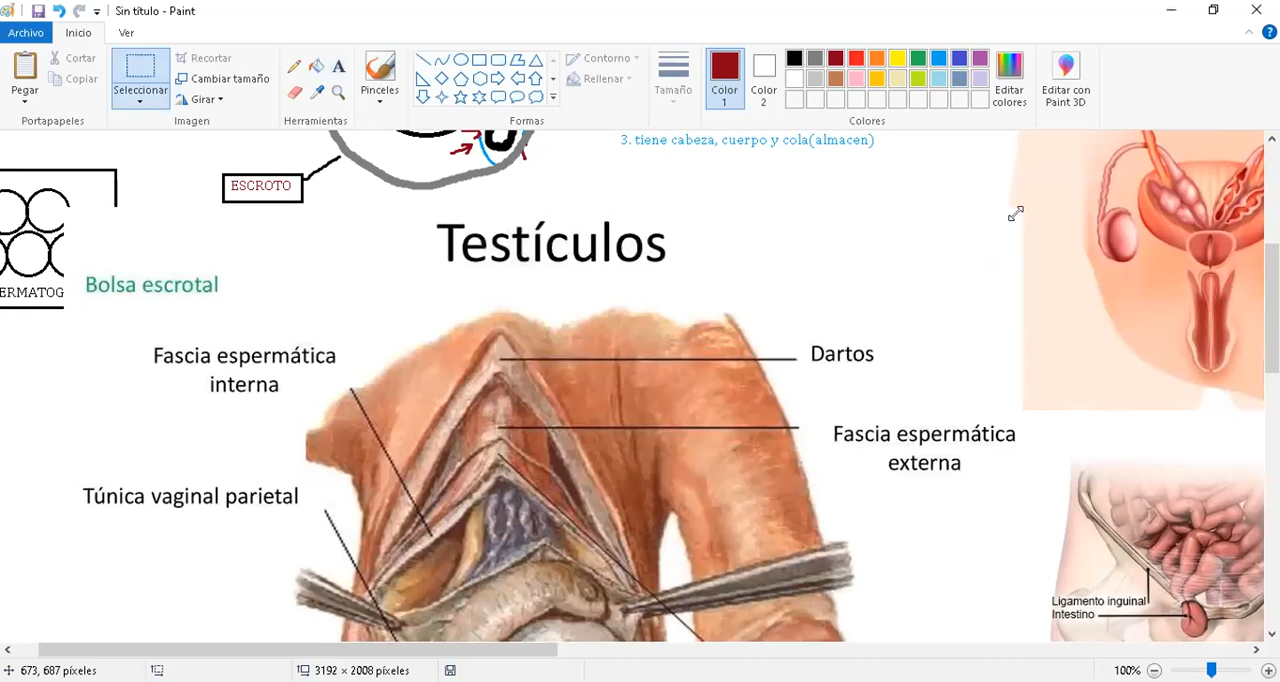 Sin título - Paint
Archivo
Inicio
Ver
Pegar
Cortar
Copiar
Portapapeles
Seleccionar
Recortar
Cambiar tamaño
Girar
Imagen
Herramientas
Pinceles
Contorno
Rellenar
Formas
Tamaño
Color 1
Color 2
Editar colores
Colores
Editar con Paint 3D
3. tiene cabeza, cuerpo y cola(almacen)
ESCROTO
Testículos
ERMATOG
Bolsa escrotal
Fascia espermática
interna
Dartos
Fascia espermática
externa
Túnica vaginal parietal
Ligamento inguinal
Intestino
673, 687 píxeles
3192 × 2008 píxeles
100%